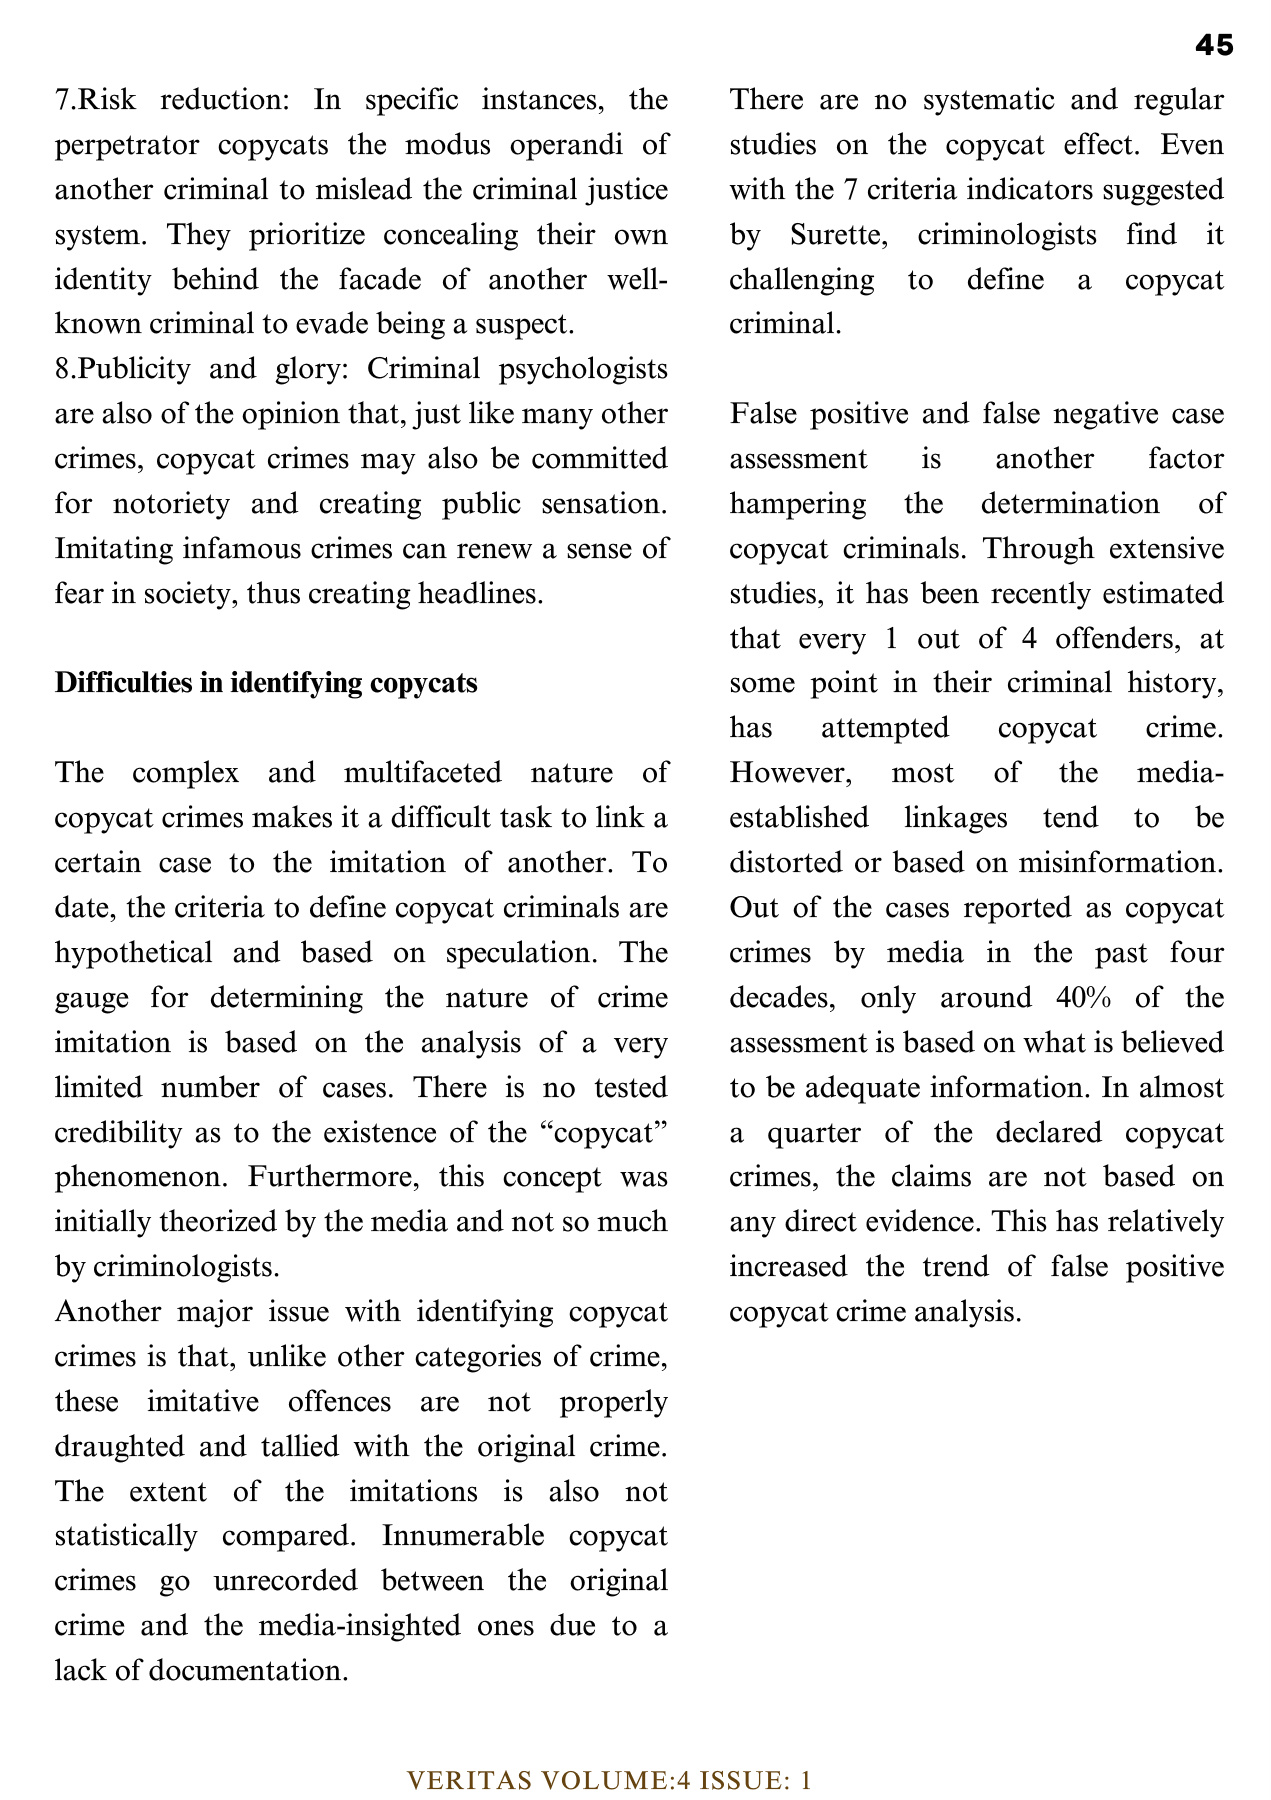 45
7.Risk reduction: In specific instances, the
perpetrator copycats the modus operandi of
another criminal to mislead the criminal justice
system. They prioritize concealing their own
identity behind the facade of another well-
known criminal to evade being a suspect.
8.Publicity and glory: Criminal psychologists
are also of the opinion that, just like many other
crimes, copycat crimes may also be committed
for notoriety and creating public sensation.
Imitating infamous crimes can renew a sense of
fear in society, thus creating headlines.
Difficulties in identifying copycats
The complex and multifaceted nature of
copycat crimes makes it a difficult task to link a
certain case to the imitation of another. To
date, the criteria to define copycat criminals are
hypothetical and based on speculation. The
gauge for determining the nature of crime
imitation is based on the analysis of a very
limited number of cases. There is no tested
credibility as to the existence of the “copycat”
phenomenon. Furthermore, this concept was
initially theorized by the media and not so much
by criminologists.
Another major issue with identifying copycat
crimes is that, unlike other categories of crime,
these imitative offences are not properly
draughted and tallied with the original crime.
The extent of the imitations is also not
statistically compared. Innumerable copycat
crimes go unrecorded between the original
crime and the media-insighted ones due to a
lack of documentation.
There are no systematic and regular
studies on the copycat effect. Even
with the 7 criteria indicators suggested
by Surette, criminologists find it
challenging to define a copycat
criminal.
False positive and false negative case
assessment is another factor
hampering the determination of
copycat criminals. Through extensive
studies, it has been recently estimated
that every 1 out of 4 offenders, at
some point in their criminal history,
has attempted copycat crime.
However, most of the media-
established linkages tend to be
distorted or based on misinformation.
Out of the cases reported as copycat
crimes by media in the past four
decades, only around 40% of the
assessment is based on what is believed
to be adequate information. In almost
a quarter of the declared copycat
crimes, the claims are not based on
any direct evidence. This has relatively
increased the trend of false positive
copycat crime analysis.
VERITAS VOLUME:4 ISSUE: 1